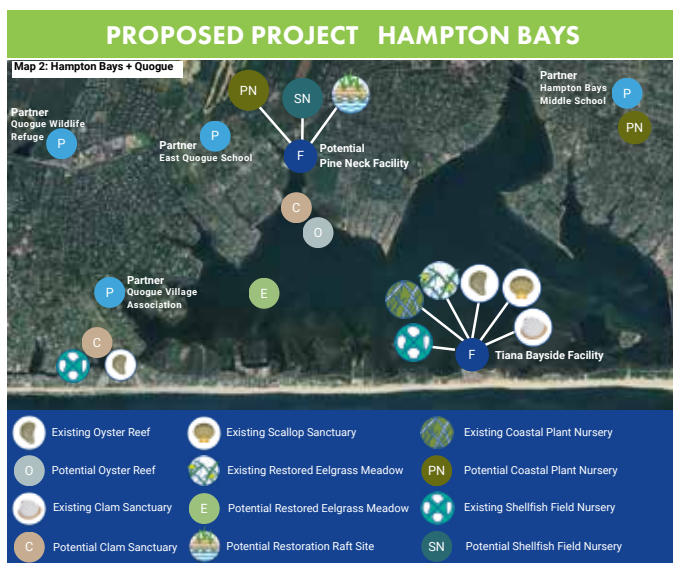 PROPOSED PROJECT HAMPTON BAYS
Map 2: Hampton Bays + Quogue
Partner
Quogue Wildlife
Refuge
P
Partner
East Quogue School
P
PN
SN
F
Potential
Pine Neck Facility
Partner
Hampton Bays
Middle School
P
PN
C
O
P
Partner
Quogue Village
Association
E
C
F
Tiana Bayside Facility
Existing Oyster Reef
Existing Scallop Sanctuary
Existing Coastal Plant Nursery
O
Potential Oyster Reef
Existing Restored Eelgrass Meadow
PN
Potential Coastal Plant Nursery
Existing Clam Sanctuary
E
Potential Restored Eelgrass Meadow
Existing Shellfish Field Nursery
C
Potential Clam Sanctuary
Potential Restoration Raft Site
SN
Potential Shellfish Field Nursery